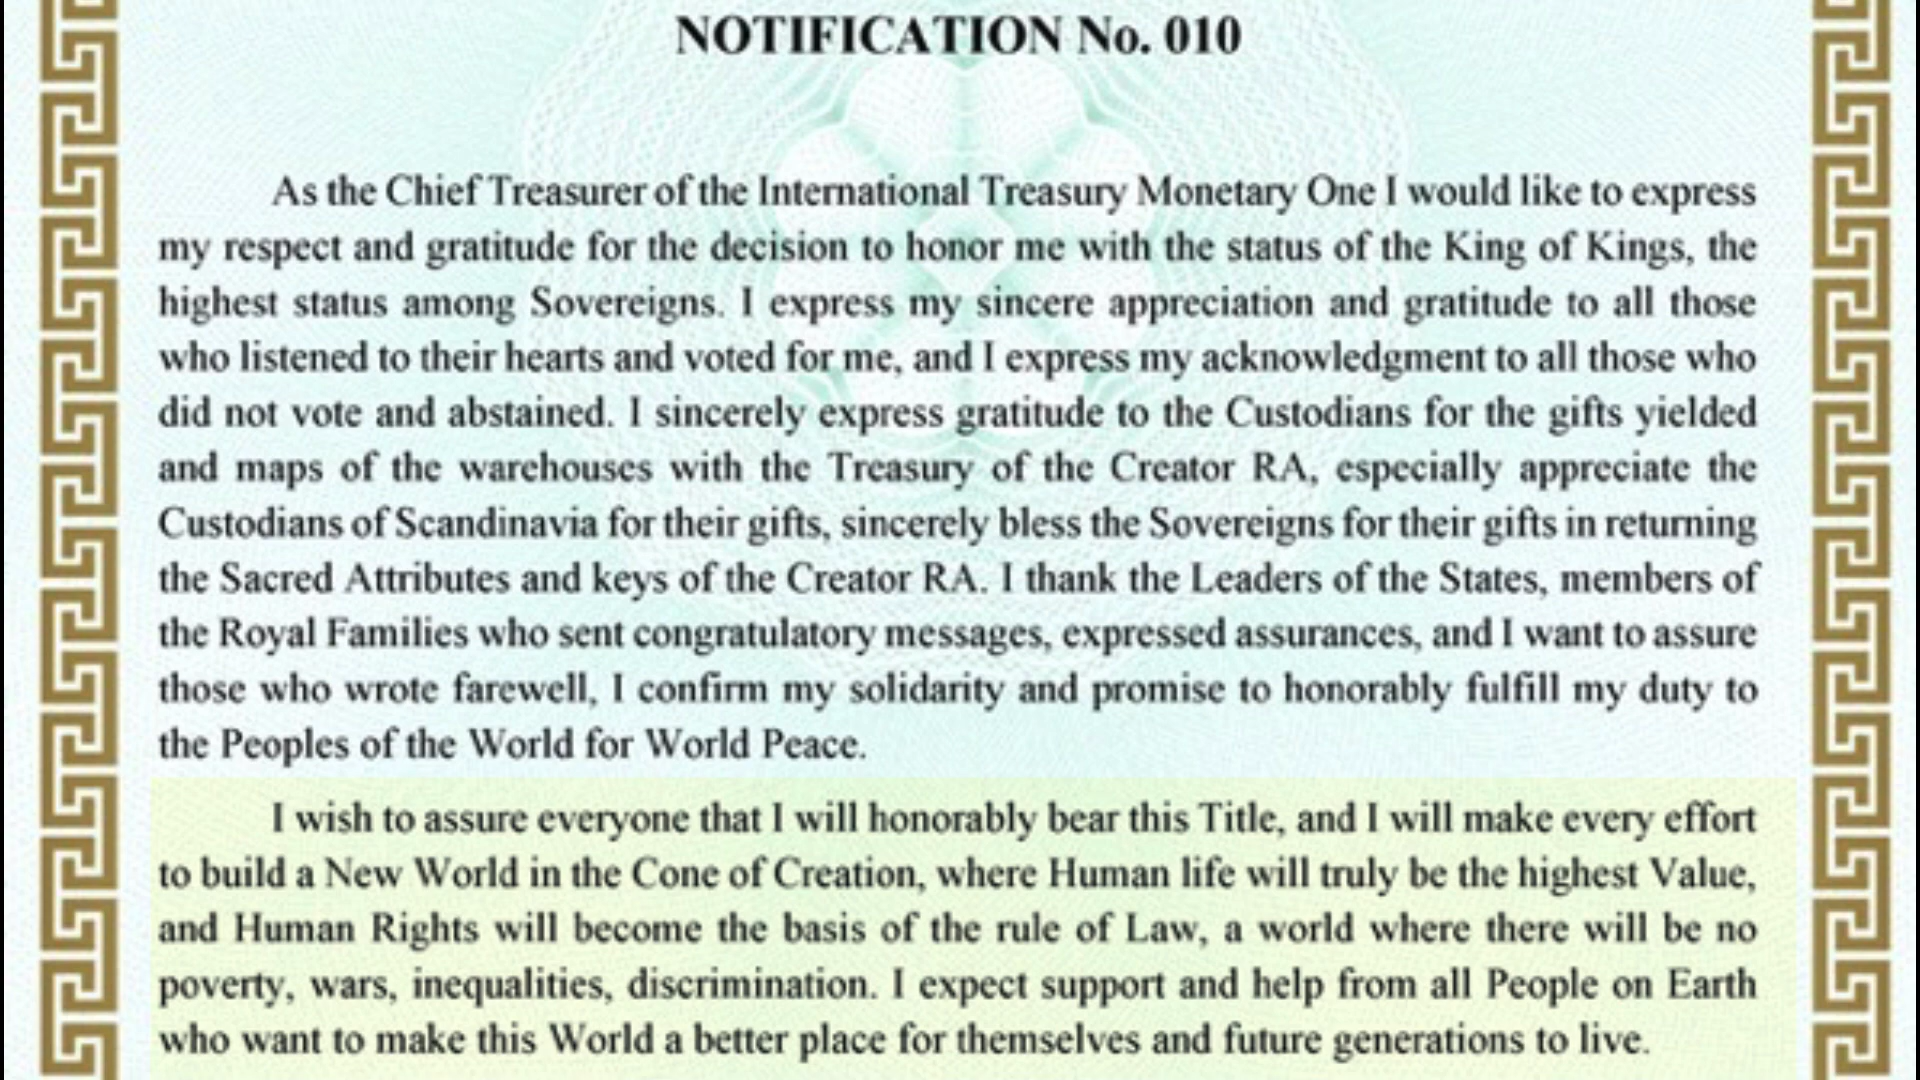 NOTIFICATION No. 010
As the Chief Treasurer of the International Treasury Monetary One I would like to express
my respect and gratitude for the decision to honor me with the status of the King of Kings, the
highest status among Sovereigns. I express my sincere appreciation and gratitude to all those
who listened to their hearts and voted for me, and I express my acknowledgment to all those who
did not vote and abstained. I sincerely express gratitude to the Custodians for the gifts yielded
and maps of the warehouses with the Treasury of the Creator RA, especially appreciate the
Custodians of Scandinavia for their gifts, sincerely bless the Sovereigns for their gifts in returning
the Sacred Attributes and keys of the Creator RA. I thank the Leaders of the States, members of
the Royal Families who sent congratulatory messages, expressed assurances, and I want to assure
those who wrote farewell, I confirm my solidarity and promise to honorably fulfill my duty to
the Peoples of the World for World Peace.
I wish to assure everyone that I will honorably bear this Title, and I will make every effort
to build a New World in the Cone of Creation, where Human life will truly be the highest Value,
and Human Rights will become the basis of the rule of Law, a world where there will be no
poverty, wars, inequalities, discrimination. I expect support and help from all People on Earth
who want to make this World a better place for themselves and future generations to live.